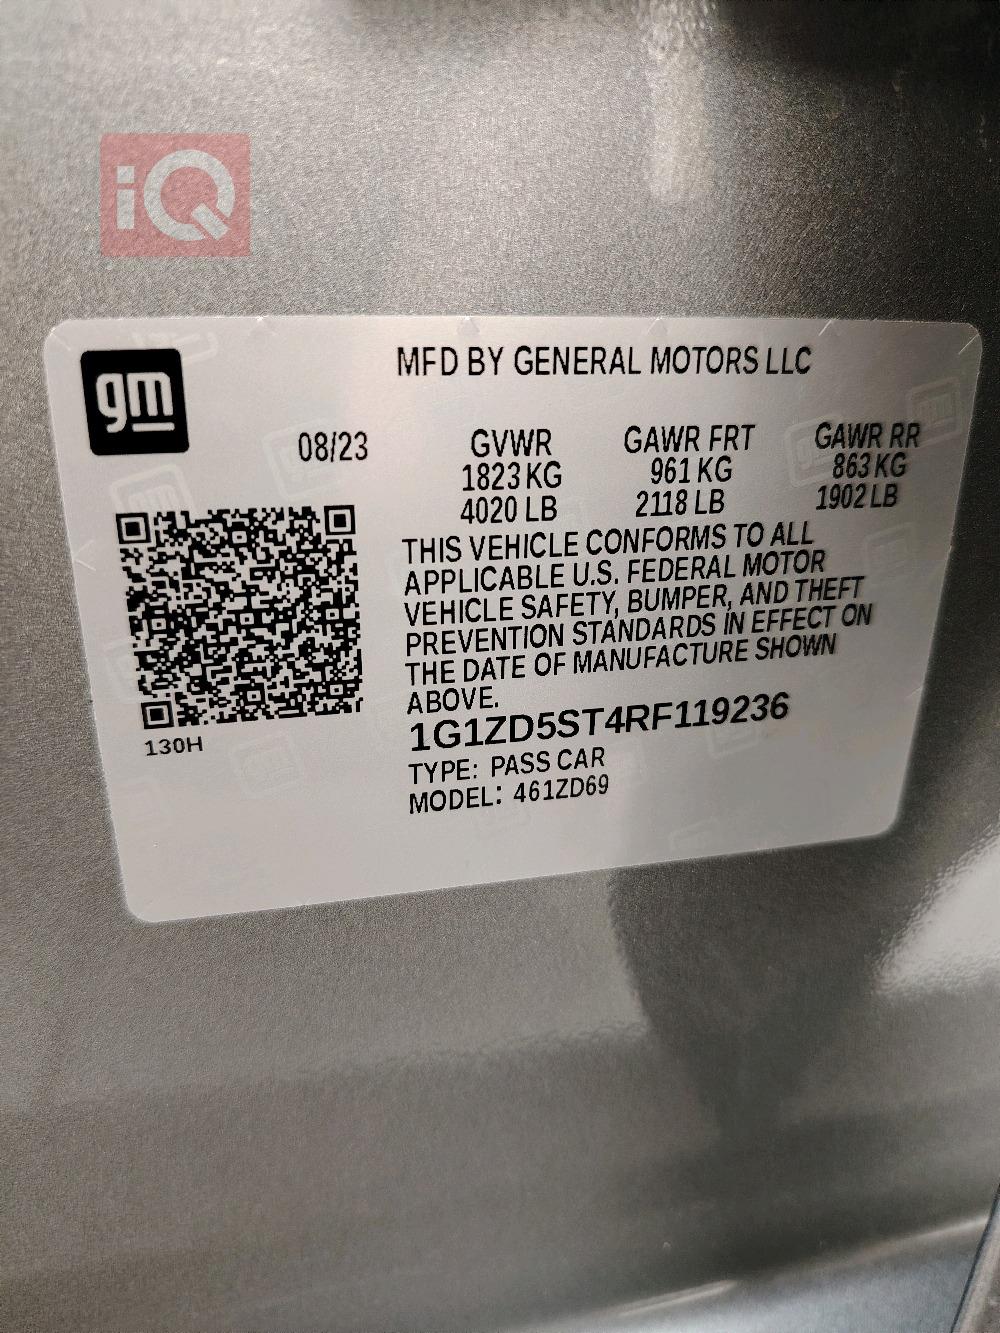 iQ
gm
MFD BY GENERAL MOTORS LLC
08/23
GVWR GAWR FRT GAWR RR
1823 KG 961 KG 863 KG
4020 LB 2118 LB 1902 LB
THIS VEHICLE CONFORMS TO ALL
APPLICABLE U.S. FEDERAL MOTOR
VEHICLE SAFETY, BUMPER, AND THEFT
PREVENTION STANDARDS IN EFFECT ON
THE DATE OF MANUFACTURE SHOWN
ABOVE.
1G1ZD5ST4RF119236
130H
TYPE: PASS CAR
MODEL: 461ZD69